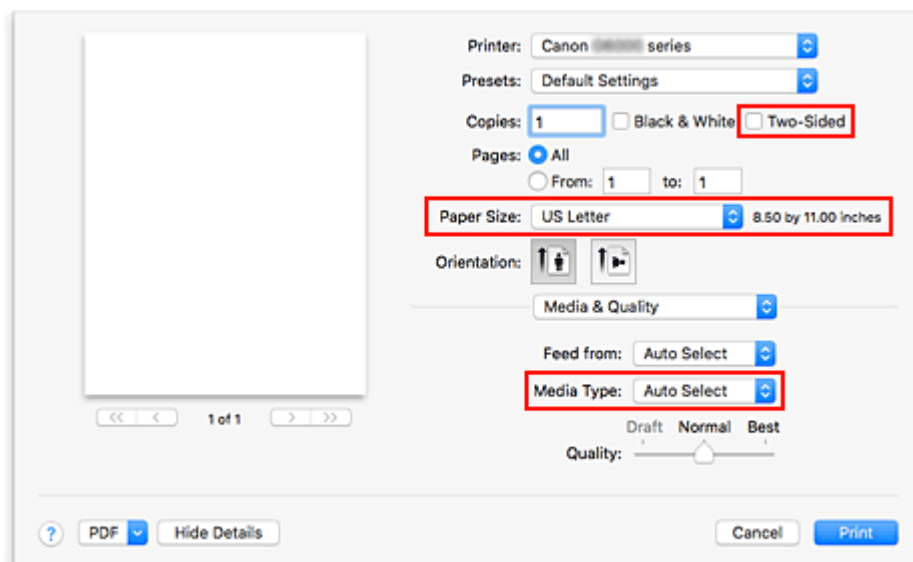 Printer: Canon series
Presets: Default Settings
Copies: 1 Black & White Two-Sided
Pages: All
From: 1 to: 1
Paper Size: US Letter 8.50 by 11.00 inches
Orientation:
Media & Quality
Feed from: Auto Select
Media Type: Auto Select
Draft Normal Best
Quality:
<< < 1 of 1 > >>
? PDF Hide Details Cancel Print